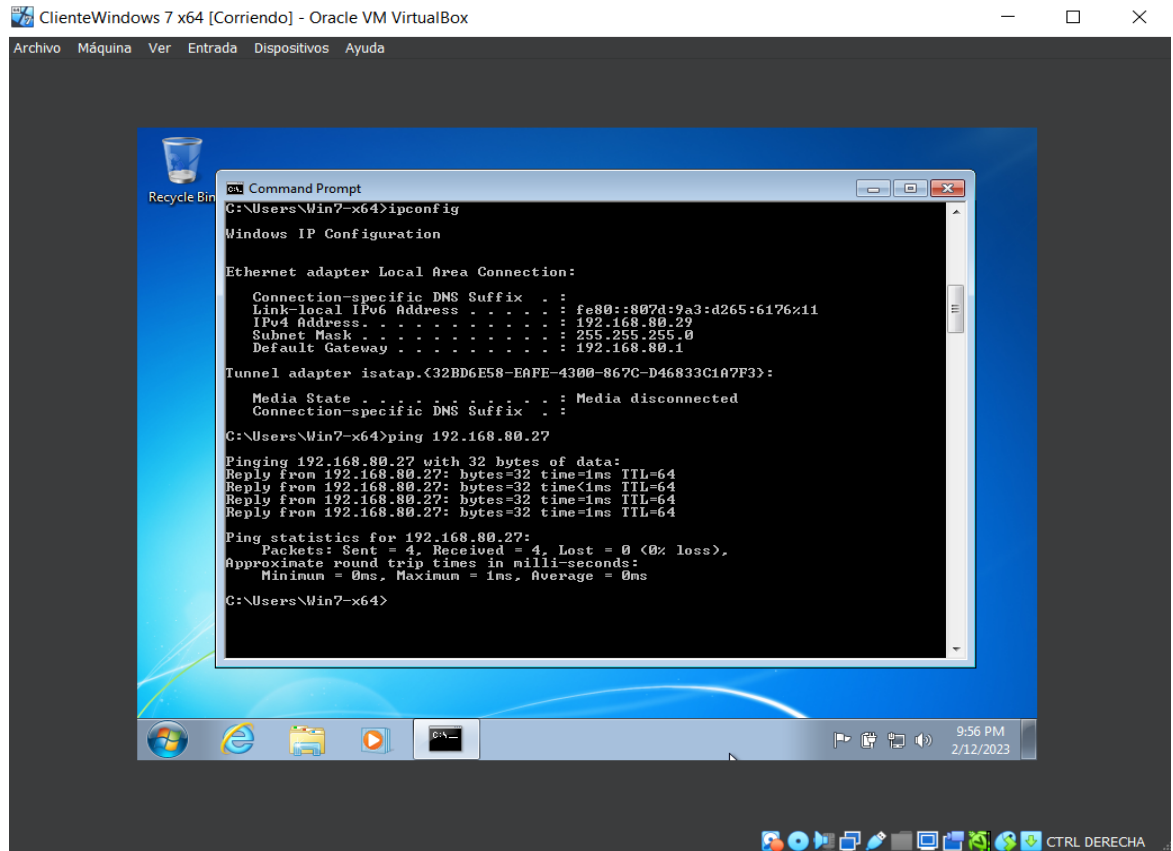 ClienteWindows 7 x64 [Corriendo] - Oracle VM VirtualBox
Archivo Máquina Ver Entrada Dispositivos Ayuda
Recycle Bin
Command Prompt
C:\Users\Win7-x64>ipconfig
Windows IP Configuration
Ethernet adapter Local Area Connection:
Connection-specific DNS Suffix . :
Link-local IPv6 Address . . . . . : fe80::807d:9a3:d265:6176%11
IPv4 Address. . . . . . . . . . . : 192.168.80.29
Subnet Mask . . . . . . . . . . . : 255.255.255.0
Default Gateway . . . . . . . . . : 192.168.80.1
Tunnel adapter isatap.{32BD6E58-EAFE-4300-867C-D46833C1A7F3}:
Media State . . . . . . . . . . . : Media disconnected
Connection-specific DNS Suffix . :
C:\Users\Win7-x64>ping 192.168.80.27
Pinging 192.168.80.27 with 32 bytes of data:
Reply from 192.168.80.27: bytes=32 time=1ms TTL=64
Reply from 192.168.80.27: bytes=32 time<1ms TTL=64
Reply from 192.168.80.27: bytes=32 time=1ms TTL=64
Reply from 192.168.80.27: bytes=32 time=1ms TTL=64
Ping statistics for 192.168.80.27:
Packets: Sent = 4, Received = 4, Lost = 0 (0% loss),
Approximate round trip times in milli-seconds:
Minimum = 0ms, Maximum = 1ms, Average = 0ms
C:\Users\Win7-x64>
9:56 PM
2/12/2023
CTRL DERECHA